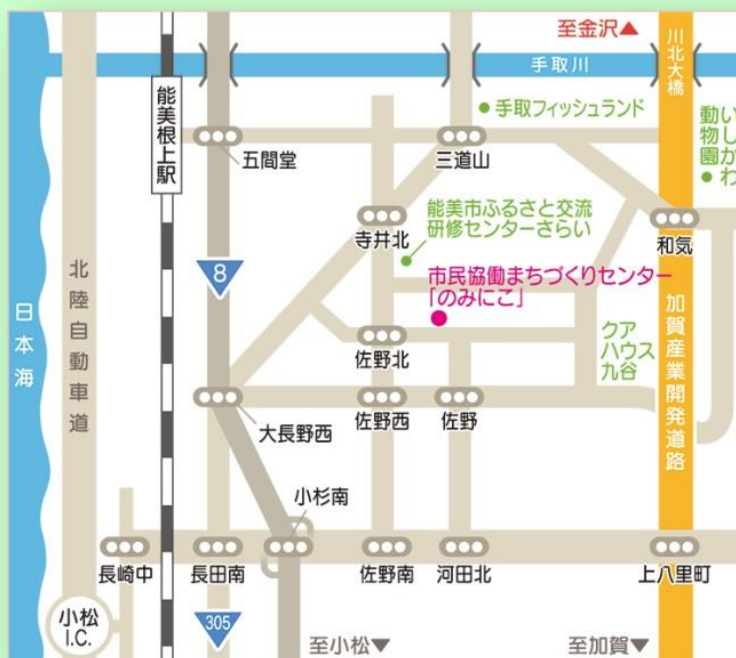 至金沢▲
川北大橋
手取川
能美根上駅
手取フィッシュランド
動い
物し
園か
わ
五間堂
三道山
能美市ふるさと交流
研修センターさらい
寺井北
和気
8
市民協働まちづくりセンター
「のみにこ」
北陸自動車道
日本海
加賀産業開発道路
クア
ハウス
九谷
佐野北
大長野西
佐野西
佐野
小杉南
長崎中
長田南
佐野南
河田北
上八里町
小松
I.C.
305
至小松▼
至加賀▼